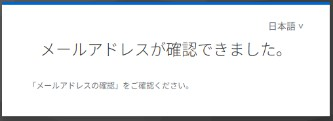 日本語 ∨
メールアドレスが確認できました。
「メールアドレスの確認」をご確認ください。